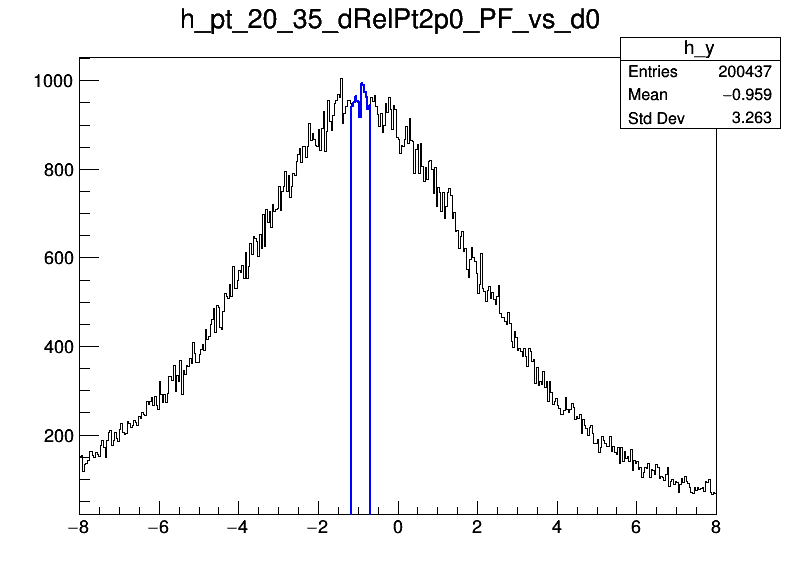 h_pt_20_35_dRelPt2p0_PF_vs_d0
h_y
Entries 200437
Mean −0.959
Std Dev 3.263
1000
800
600
400
200
−8 −6 −4 −2 0 2 4 6 8